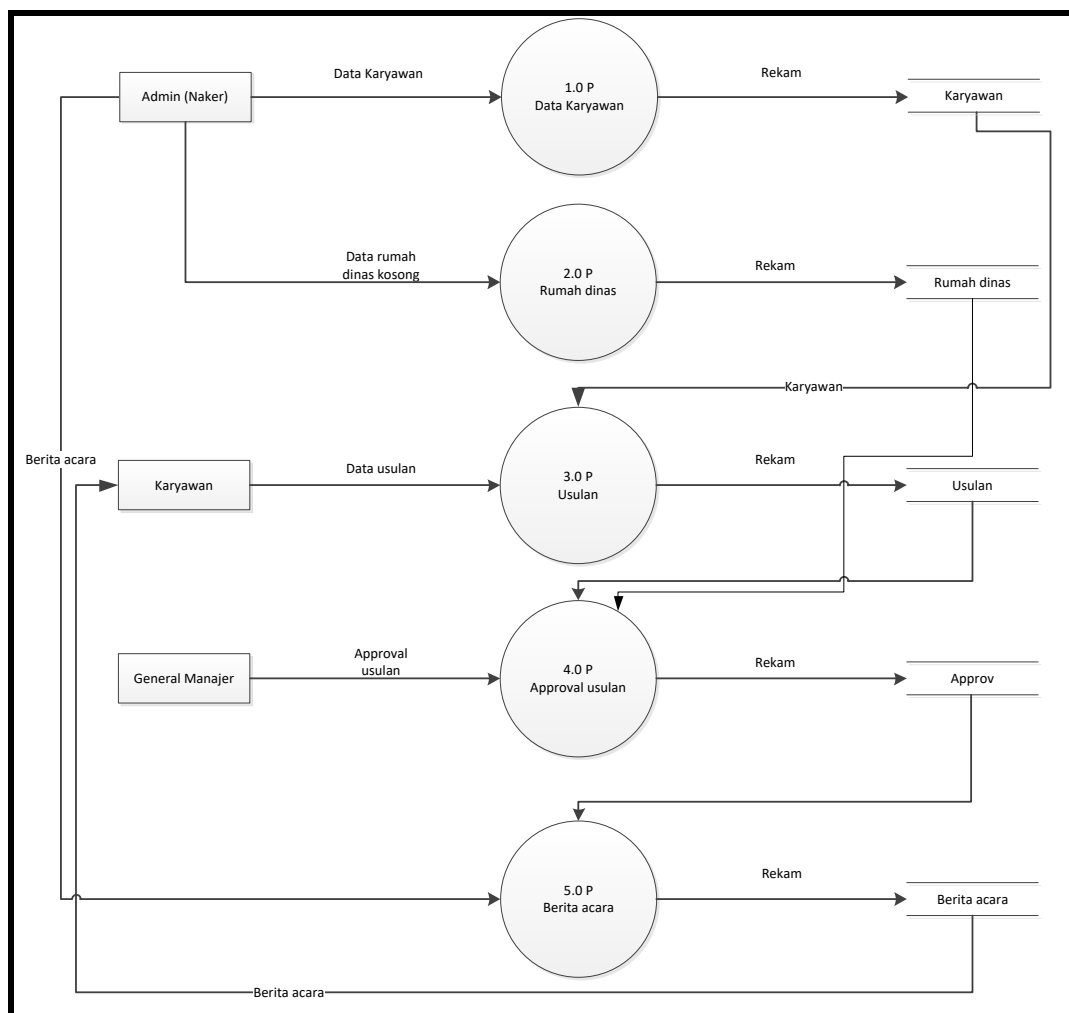 Admin (Naker)
Data Karyawan
1.0 P
Data Karyawan
Rekam
Karyawan
Data rumah
dinas kosong
2.0 P
Rumah dinas
Rekam
Rumah dinas
Karyawan
Berita acara
Karyawan
Data usulan
3.0 P
Usulan
Rekam
Usulan
General Manajer
Approval
usulan
4.0 P
Approval usulan
Rekam
Approv
5.0 P
Berita acara
Rekam
Berita acara
Berita acara